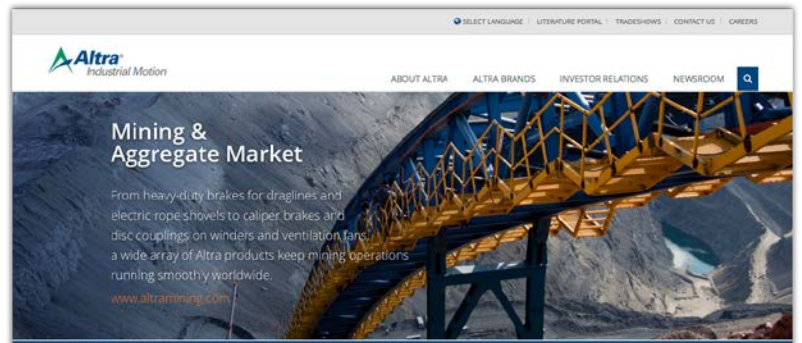 SELECT LANGUAGE LITERATURE PORTAL TRADESHOWS CONTACT US CAREERS
Altra
Industrial Motion
ABOUT ALTRA ALTRA BRANDS INVESTOR RELATIONS NEWSROOM
Mining &
Aggregate Market
From heavy-duty brakes for draglines and
electric rope shovels to caliper brakes and
disc couplings on winders and ventilation fans,
a wide array of Altra products keep mining operations
running smoothly worldwide.
www.altramining.com